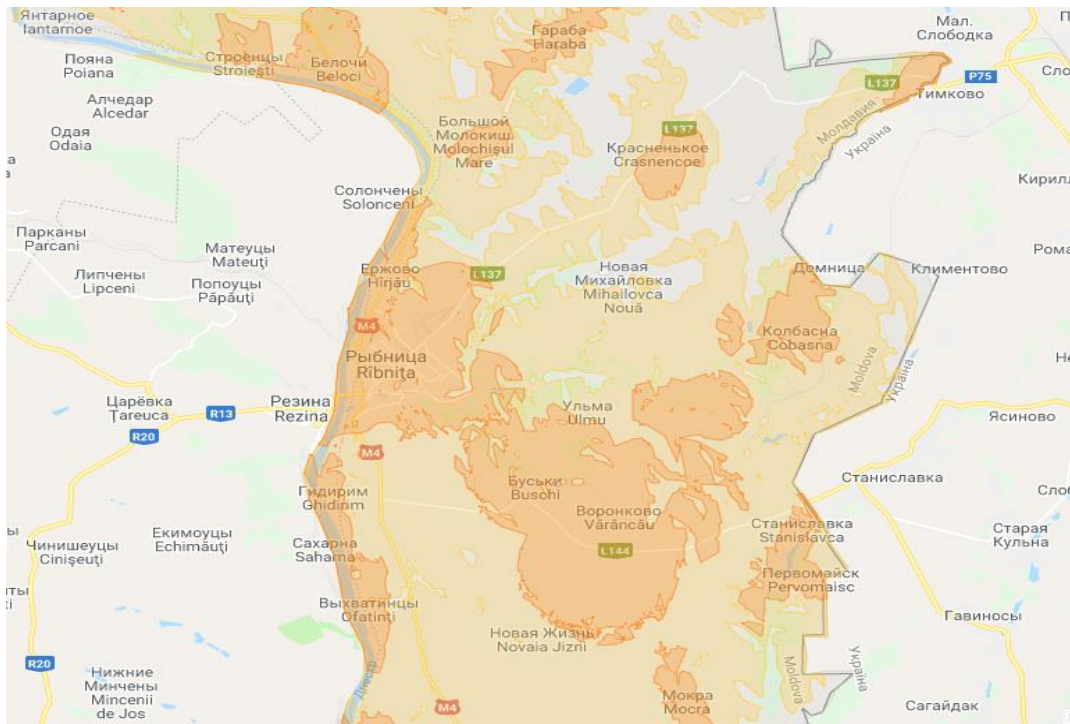 Янтарное
Iantarnoe
Пояна
Poiana
Строенцы
Stroiești
Белочи
Beloci
Гараба
Haraba
Мал.
Слободка
L137
P75
Тимково
Алчедар
Alcedar
Одая
Odaia
Большой
Молокиш
Molochișul
Mare
L137
Красненькое
Crasnencoe
Молдавия
Україна
Солончены
Solonceni
Парканы
Parcani
Матеуцы
Mateuți
Липчены
Lipceni
Попоуцы
Păpăuți
Ержово
Hîrjău
L137
Новая
Михайловка
Mihailovca
Nouă
Домница
Климентово
M4
Колбасна
Cobasna
Рыбница
Rîbnița
Moldova
Україна
Царёвка
Țareuca
R13
Резина
Rezina
R20
Ульма
Ulmu
Ясиново
M4
Гидирим
Ghidirim
Буськи
Buschi
Станиславка
Воронково
Vărăncău
L144
Станиславка
Stanislavca
Старая
Кульна
Екимоуцы
Echimăuți
Чинишеуцы
Cinișeuți
Сахарна
Saharna
Первомайск
Pervomaisc
Выхватинцы
Ofatinți
Гавиносы
Новая Жизнь
Novaia Jizni
R20
Нижние
Минчены
Mincenii
de Jos
Днестр
M4
Мокра
Mocra
Moldova
Україна
Сагайдак